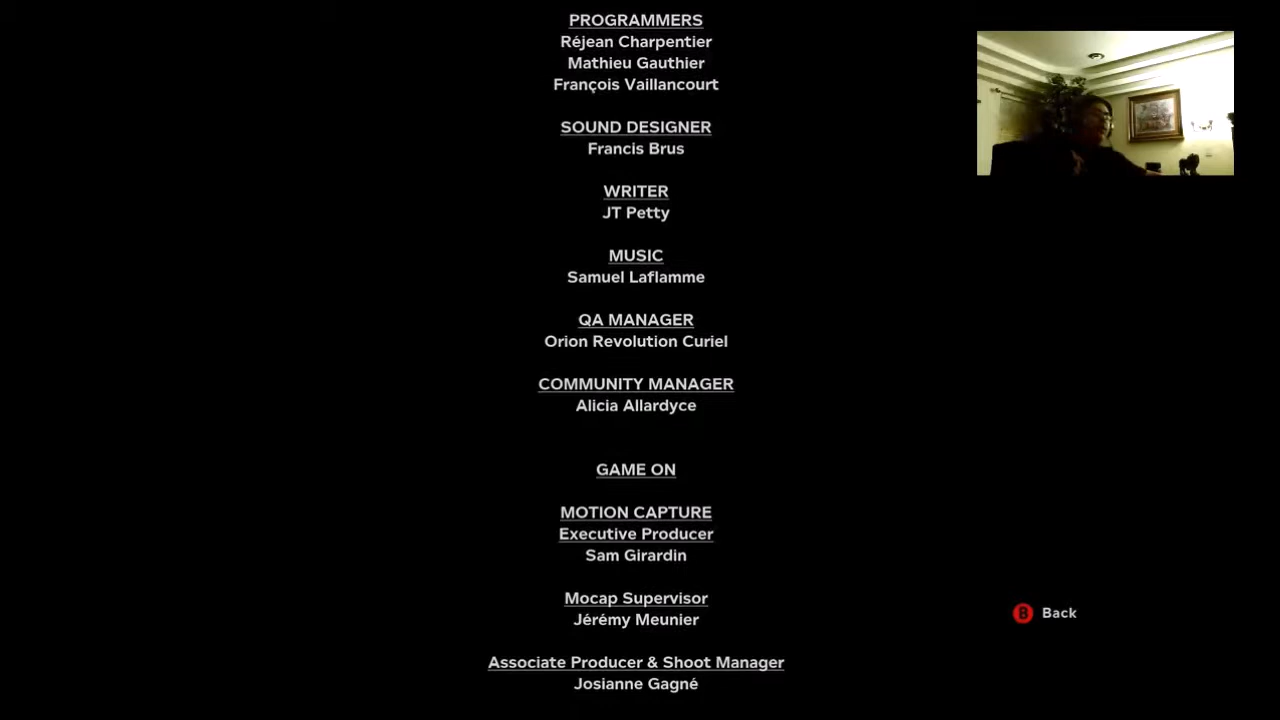 PROGRAMMERS
Réjean Charpentier
Mathieu Gauthier
François Vaillancourt
SOUND DESIGNER
Francis Brus
WRITER
JT Petty
MUSIC
Samuel Laflamme
QA MANAGER
Orion Revolution Curiel
COMMUNITY MANAGER
Alicia Allardyce
GAME ON
MOTION CAPTURE
Executive Producer
Sam Girardin
Mocap Supervisor
Jérémy Meunier
Associate Producer & Shoot Manager
Josianne Gagné
B Back